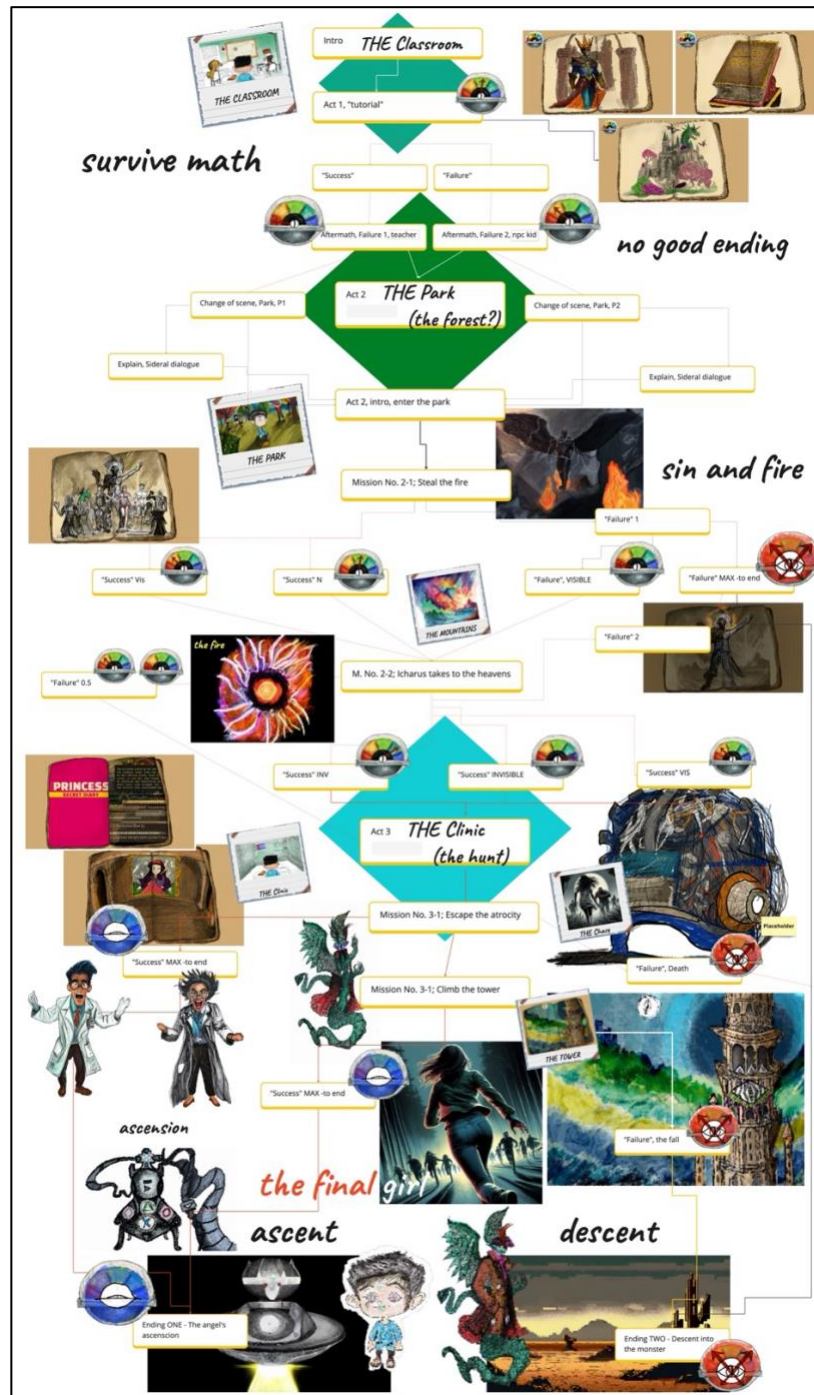 Intro THE Classroom
THE CLASSROOM
Act 1, "tutorial"
survive math
"Success"
"Failure"
Aftermath, Failure 1, teacher
Aftermath, Failure 2, npc kid
no good ending
Act 2 THE Park
(the forest?)
Change of scene, Park, P1
Change of scene, Park, P2
Explain, Sideral dialogue
Explain, Sideral dialogue
Act 2, intro, enter the park
THE PARK
Mission No. 2-1; Steal the fire
sin and fire
"Failure" 1
"Success" Vis
"Success" N
"Failure", VISIBLE
"Failure" MAX -to end
THE MOUNTAINS
"Failure" 2
the fire
"Failure" 0.5
M. No. 2-2; Icharus takes to the heavens
"Success" INV
"Success" INVISIBLE
"Success" VIS
PRINCESS
SECRET DIARY
Act 3 THE Clinic
(the hunt)
THE Clinic
Mission No. 3-1; Escape the atrocity
The Chase
Placeholder
"Success" MAX -to end
"Failure", Death
Mission No. 3-1; Climb the tower
THE TOWER
"Success" MAX -to end
"Failure", the fall
ascension
the final girl
ascent
descent
Ending ONE - The angel's
ascenscion
Ending TWO - Descent into
the monster